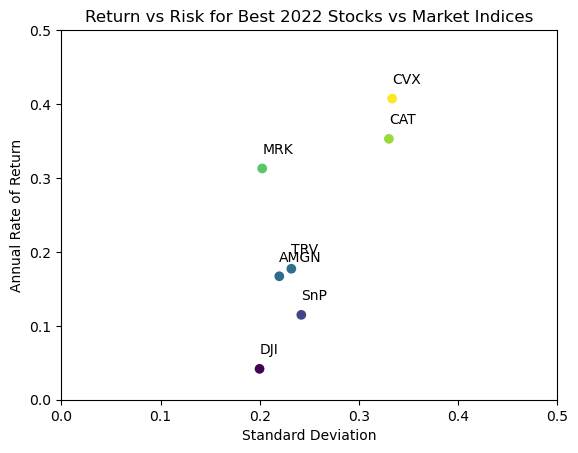 Return vs Risk for Best 2022 Stocks vs Market Indices
0.5
0.4
0.3
0.2
0.1
0.0
Annual Rate of Return
CVX
CAT
MRK
TRV
AMGN
SnP
DJI
0.0 0.1 0.2 0.3 0.4 0.5
Standard Deviation